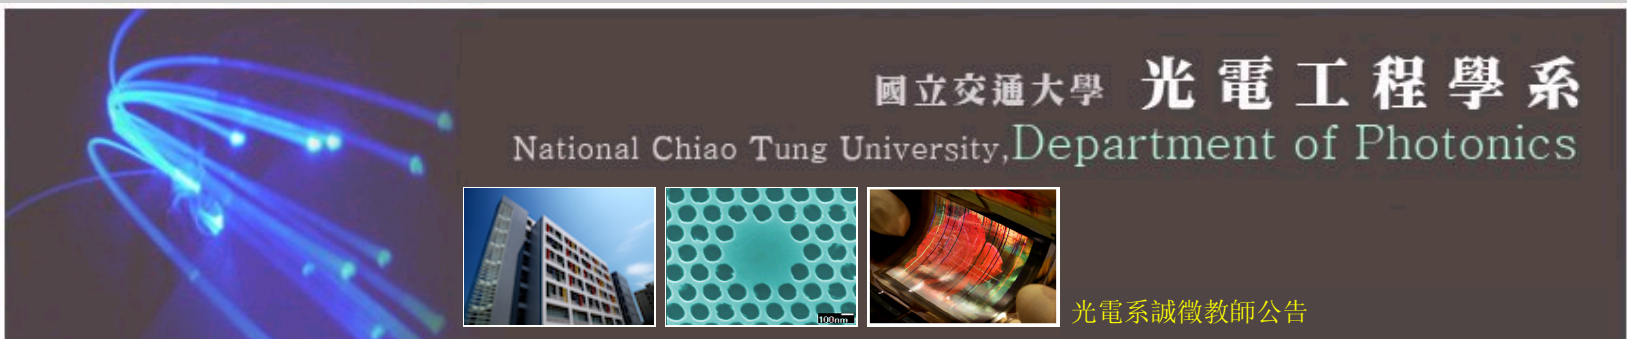 國立交通大學 光電工程學系
National Chiao Tung University,Department of Photonics
100nm
光電系誠徵教師公告